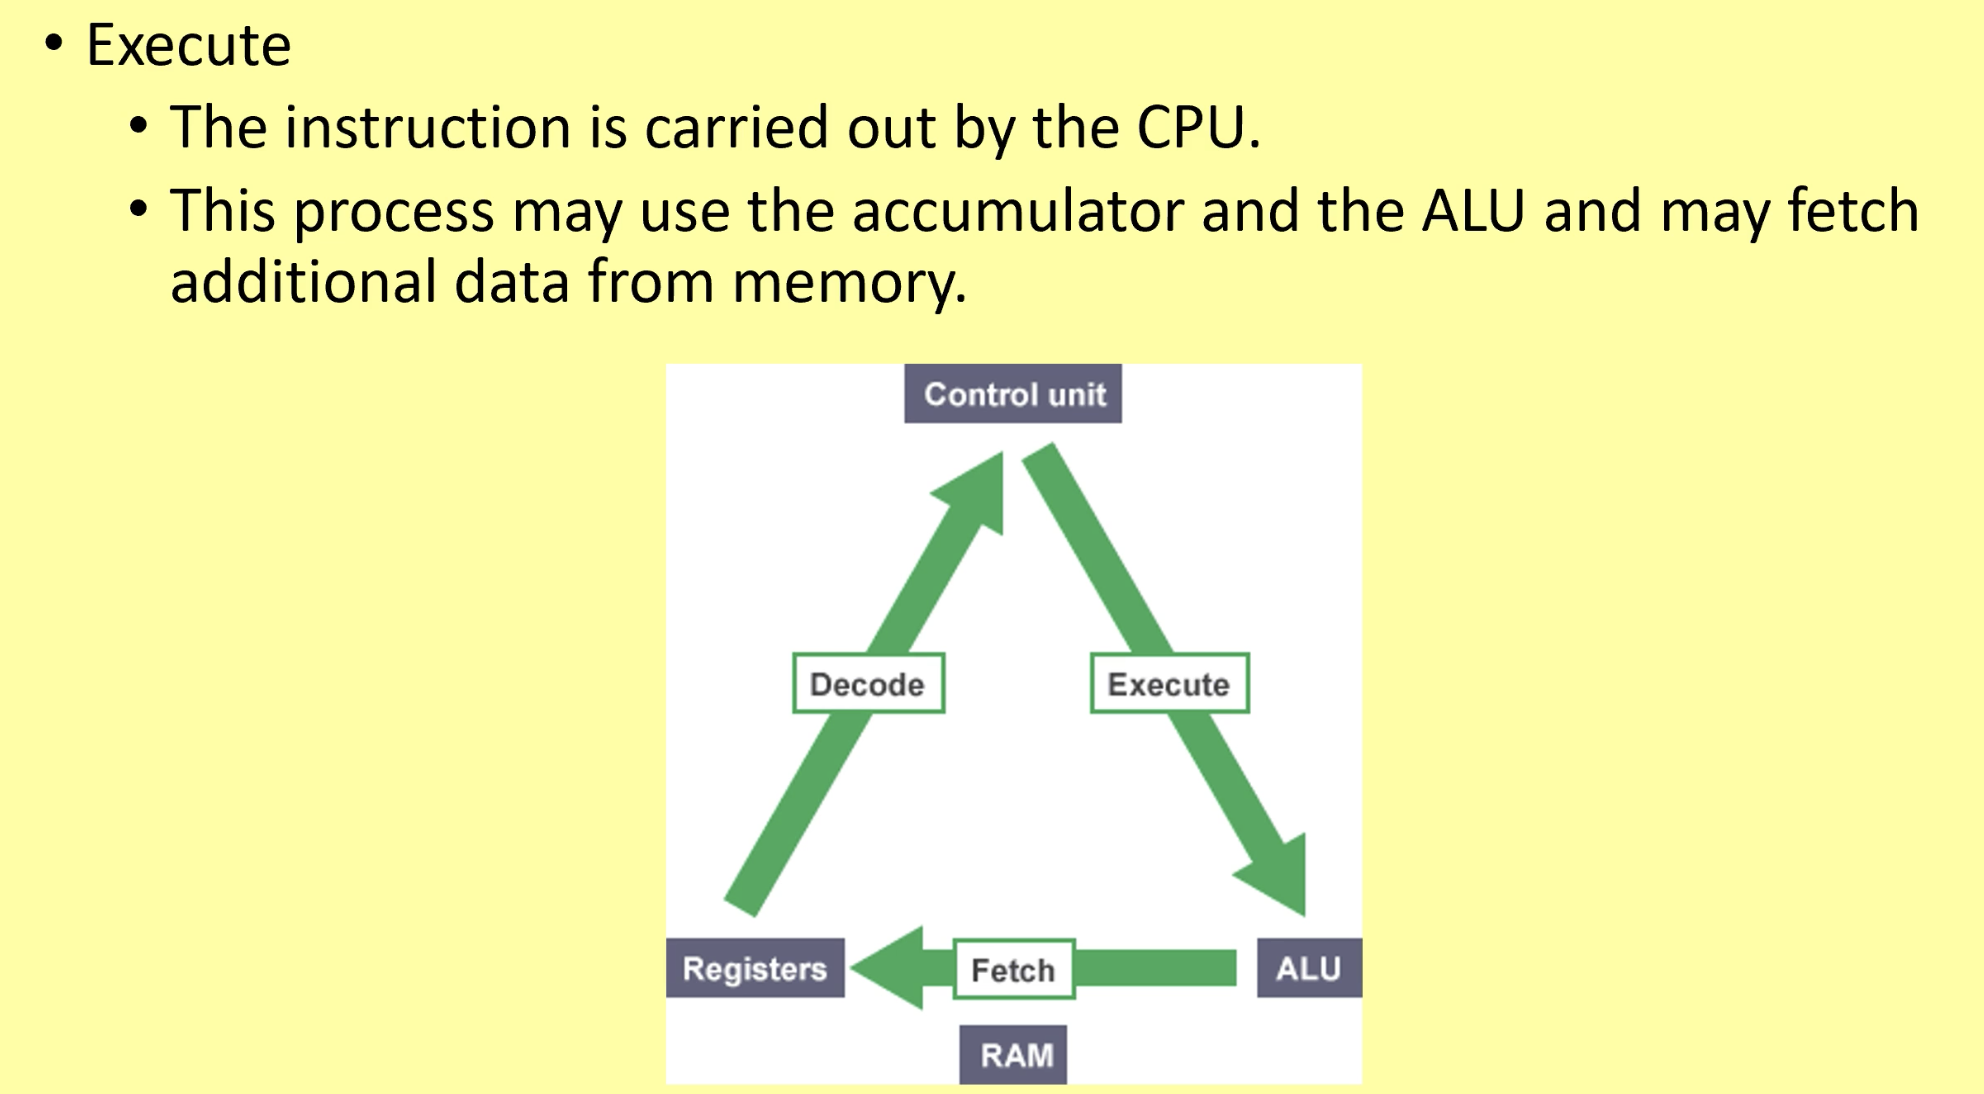 • Execute
• The instruction is carried out by the CPU.
• This process may use the accumulator and the ALU and may fetch
additional data from memory.
Control unit
Decode
Execute
Registers
Fetch
ALU
RAM